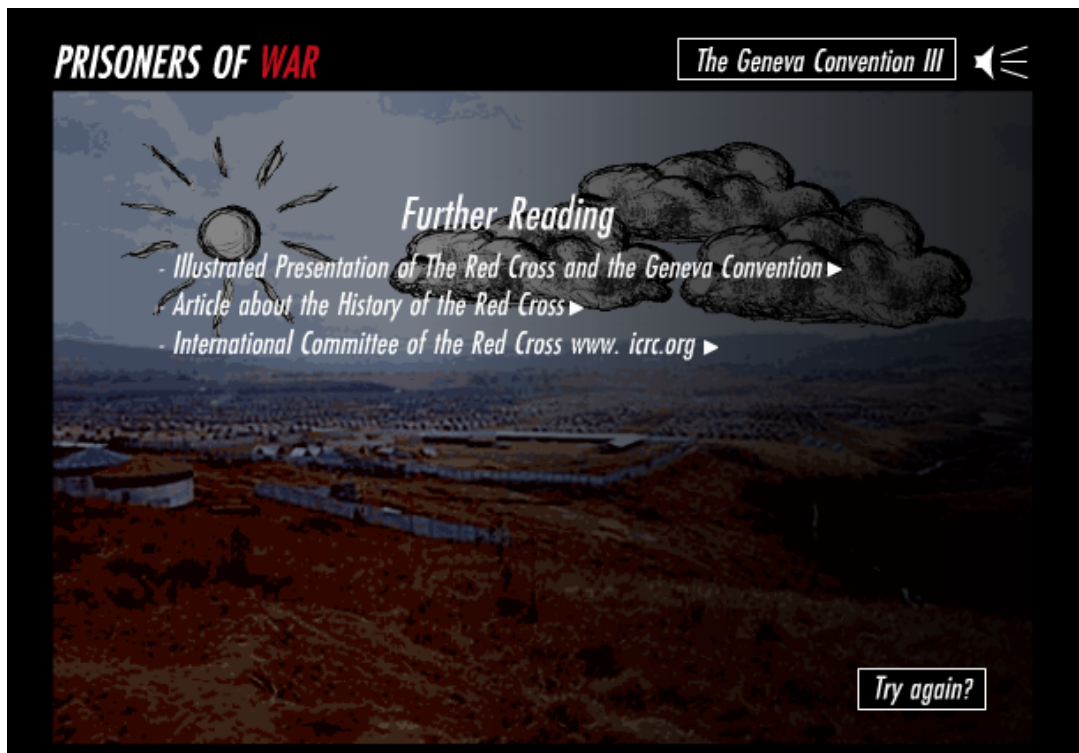 PRISONERS OF WAR
The Geneva Convention III
Further Reading
- Illustrated Presentation of The Red Cross and the Geneva Convention
- Article about the History of the Red Cross
- International Committee of the Red Cross www. icrc.org
Try again?